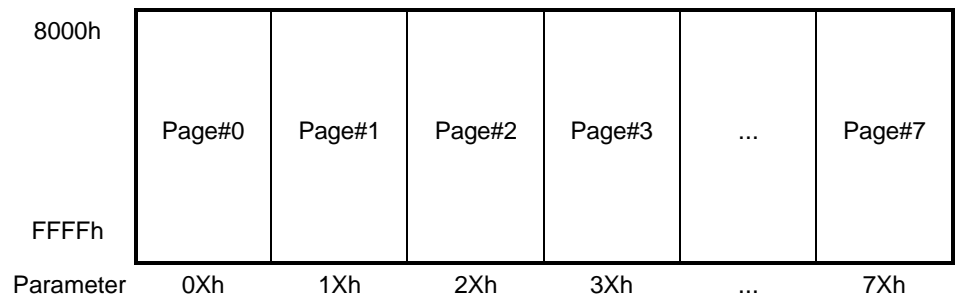 8000h
Page#0 Page#1 Page#2 Page#3 ... Page#7
FFFFh
Parameter 0Xh 1Xh 2Xh 3Xh ... 7Xh